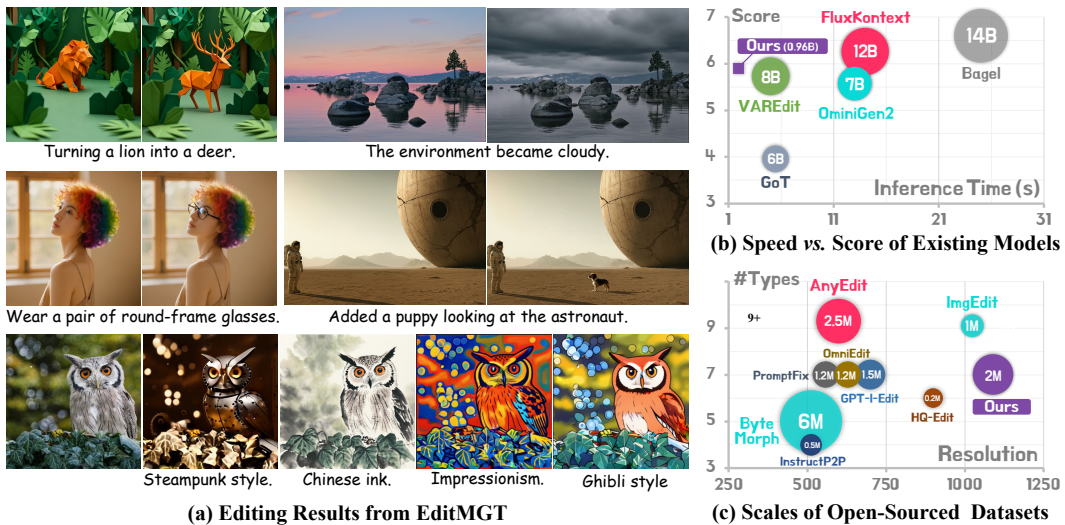 Turning a lion into a deer.
The environment became cloudy.
Wear a pair of round-frame glasses.
Added a puppy looking at the astronaut.
Steampunk style.
Chinese ink.
Impressionism.
Ghibli style
(a) Editing Results from EditMGT
7
Score
FluxKontext
Ours (0.96B)
12B
14B
6
8B
7B
Bagel
VAREdit
OminiGen2
5
4
6B
GoT
Inference Time (s)
3
1
11
21
31
(b) Speed vs. Score of Existing Models
#Types
AnyEdit
ImgEdit
9+
2.5M
1M
9
OmniEdit
PromptFix
1.2M
1.2M
1.5M
2M
7
GPT-I-Edit
0.2M
Ours
HQ-Edit
Byte
Morph
6M
5
0.5M
InstructP2P
Resolution
3
250
500
750
1000
1250
(c) Scales of Open-Sourced Datasets